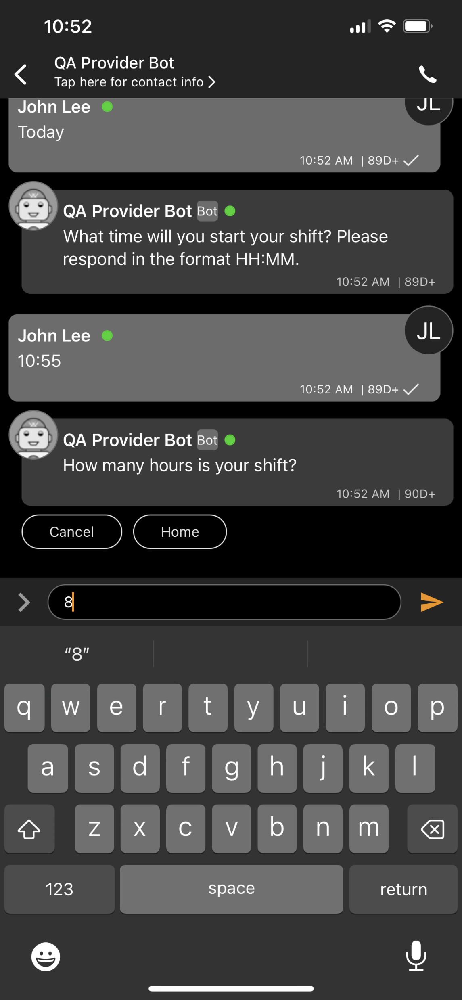 10:52
QA Provider Bot
Tap here for contact info
John Lee
JL
Today
10:52 AM | 89D+
QA Provider Bot Bot
What time will you start your shift? Please
respond in the format HH:MM.
10:52 AM | 89D+
John Lee
JL
10:55
10:52 AM | 89D+
QA Provider Bot Bot
How many hours is your shift?
10:52 AM | 90D+
Cancel Home
8
“8”
q w e r t y u i o p
a s d f g h j k l
z x c v b n m
123 space return